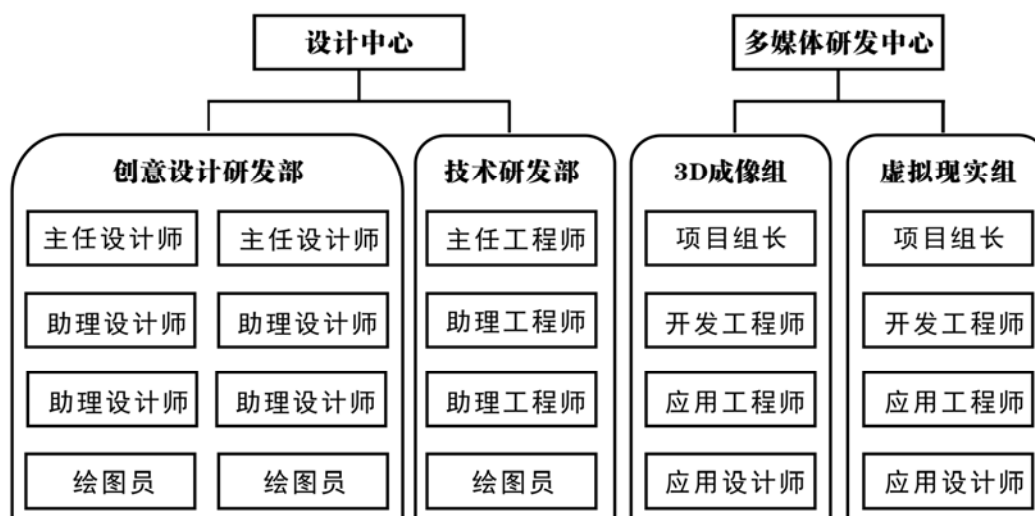 设计中心
多媒体研发中心
创意设计研发部
技术研发部
3D成像组
虚拟现实组
主任设计师
主任设计师
主任工程师
项目组长
项目组长
助理设计师
助理设计师
助理工程师
开发工程师
开发工程师
助理设计师
助理设计师
助理工程师
应用工程师
应用工程师
绘图员
绘图员
绘图员
应用设计师
应用设计师